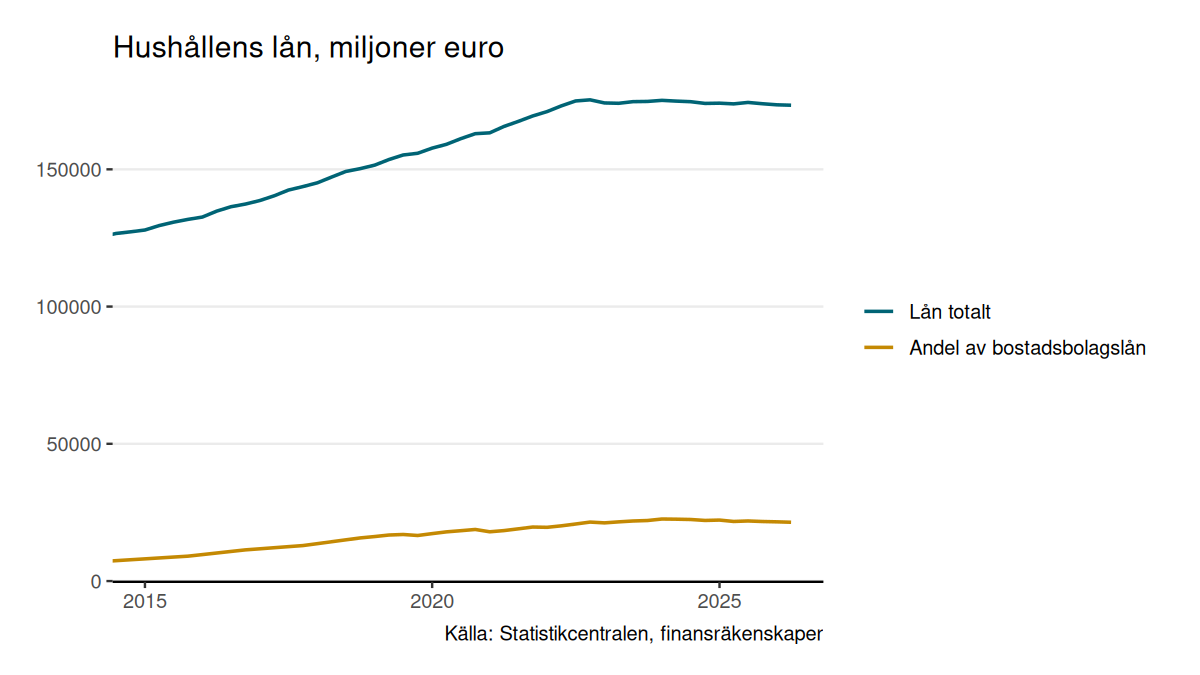 Hushållens lån, miljoner euro
150000
100000
50000
0
2015 2020 2025
Lån totalt
Andel av bostadsbolagslån
Källa: Statistikcentralen, finansräkenskaper